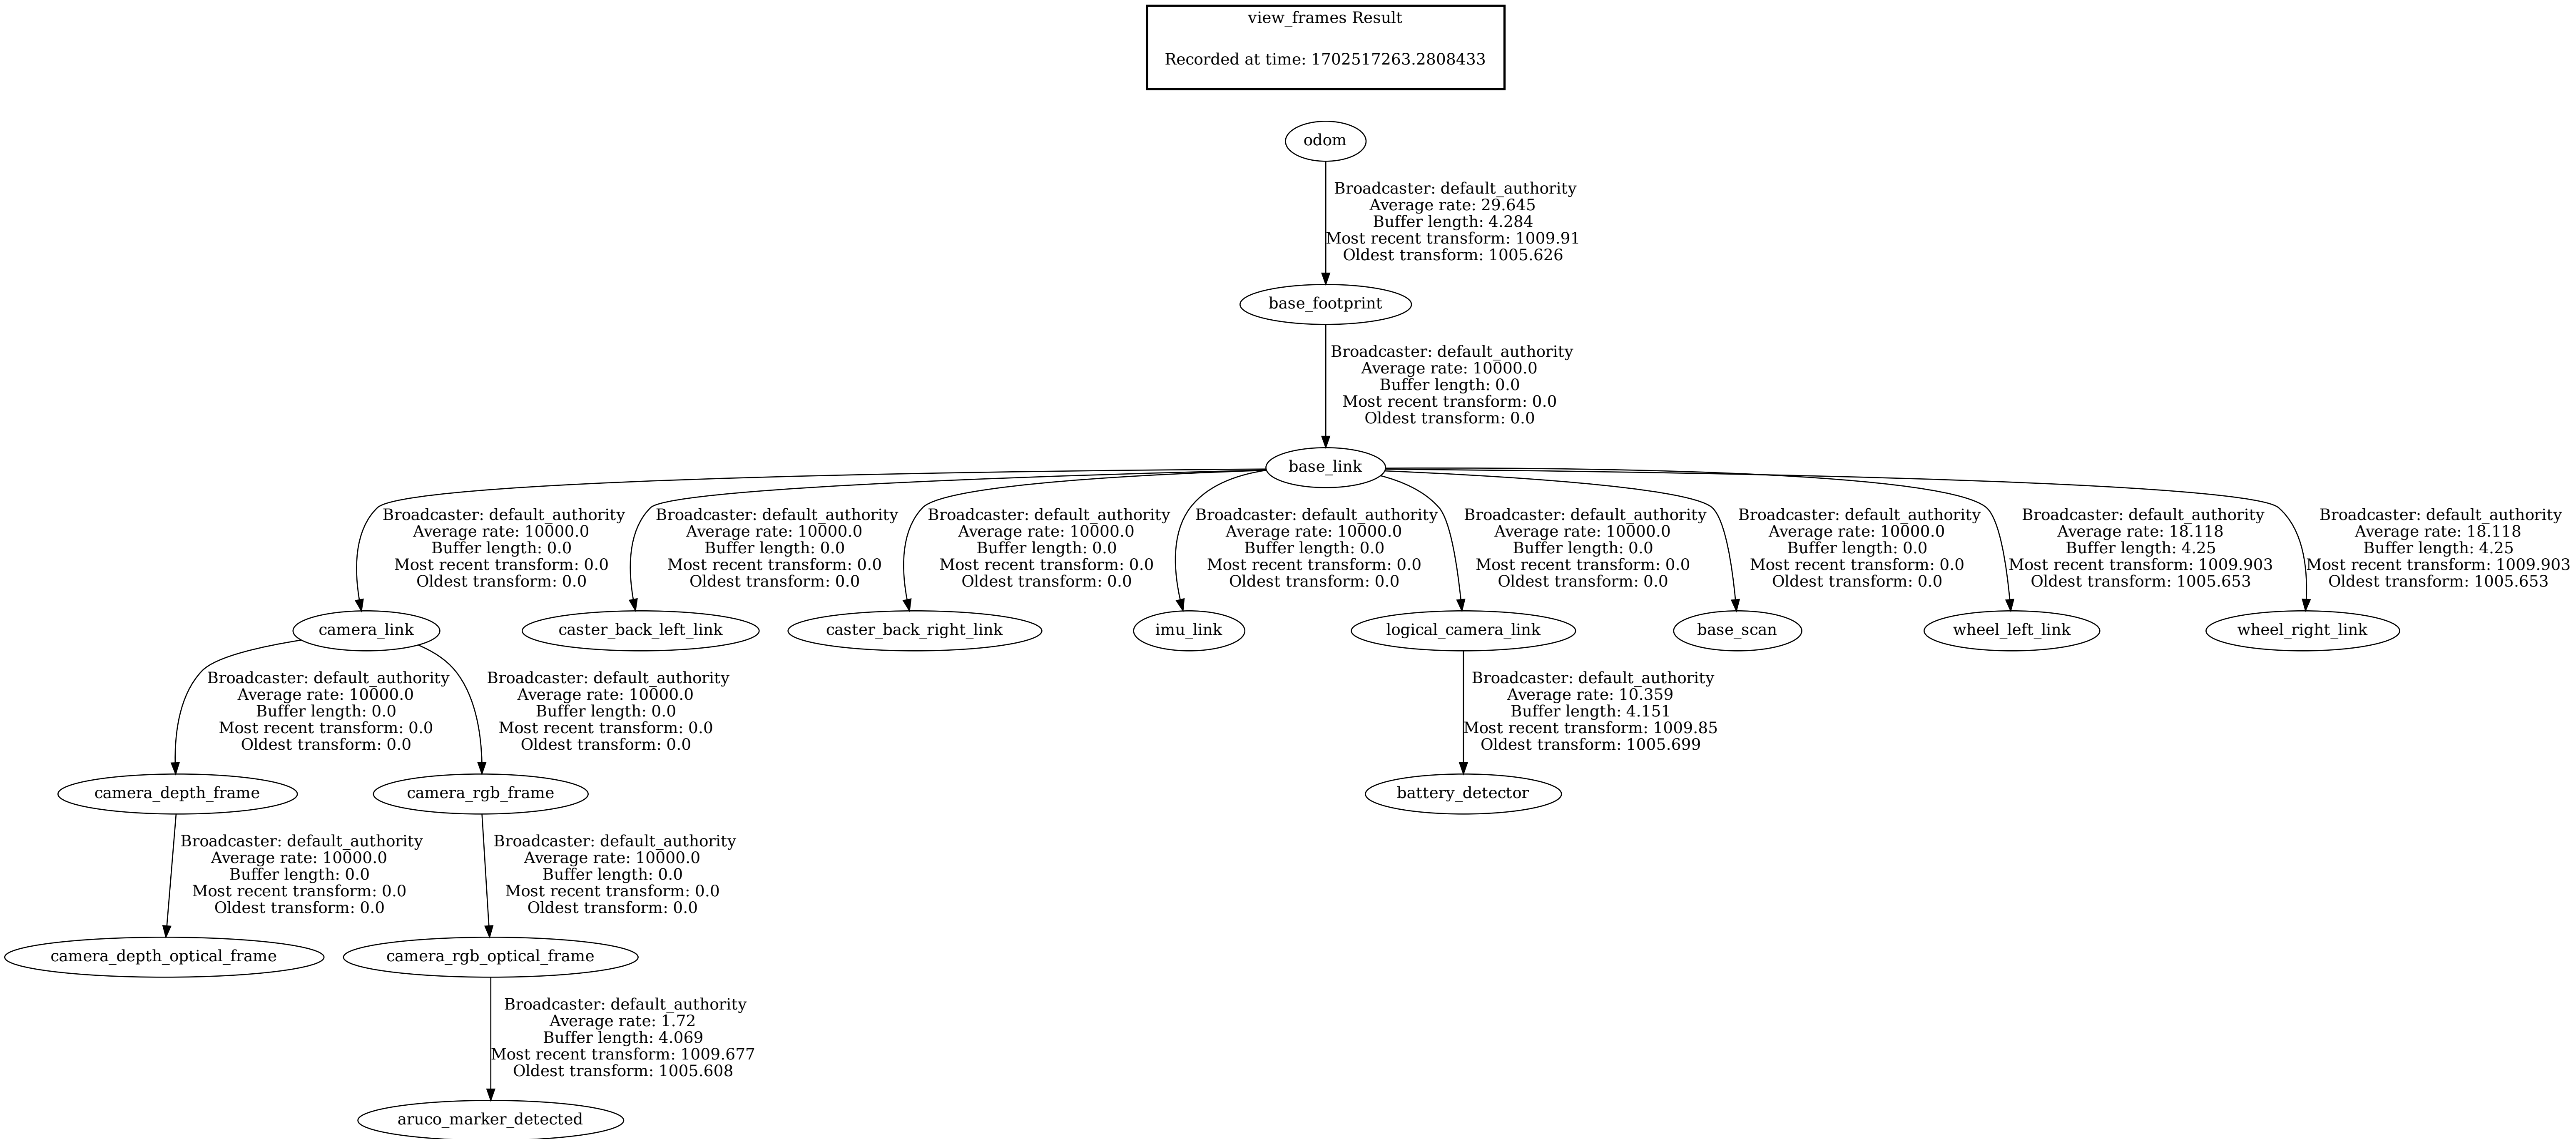 view_frames Result
Recorded at time: 1702517263.2808433
odom
Broadcaster: default_authority
Average rate: 29.645
Buffer length: 4.284
Most recent transform: 1009.91
Oldest transform: 1005.626
base_footprint
Broadcaster: default_authority
Average rate: 10000.0
Buffer length: 0.0
Most recent transform: 0.0
Oldest transform: 0.0
base_link
Broadcaster: default_authority
Average rate: 10000.0
Buffer length: 0.0
Most recent transform: 0.0
Oldest transform: 0.0
Broadcaster: default_authority
Average rate: 10000.0
Buffer length: 0.0
Most recent transform: 0.0
Oldest transform: 0.0
Broadcaster: default_authority
Average rate: 10000.0
Buffer length: 0.0
Most recent transform: 0.0
Oldest transform: 0.0
Broadcaster: default_authority
Average rate: 10000.0
Buffer length: 0.0
Most recent transform: 0.0
Oldest transform: 0.0
Broadcaster: default_authority
Average rate: 10000.0
Buffer length: 0.0
Most recent transform: 0.0
Oldest transform: 0.0
Broadcaster: default_authority
Average rate: 10000.0
Buffer length: 0.0
Most recent transform: 0.0
Oldest transform: 0.0
Broadcaster: default_authority
Average rate: 18.118
Buffer length: 4.25
Most recent transform: 1009.903
Oldest transform: 1005.653
Broadcaster: default_authority
Average rate: 18.118
Buffer length: 4.25
Most recent transform: 1009.903
Oldest transform: 1005.653
camera_link
caster_back_left_link
caster_back_right_link
imu_link
logical_camera_link
base_scan
wheel_left_link
wheel_right_link
Broadcaster: default_authority
Average rate: 10000.0
Buffer length: 0.0
Most recent transform: 0.0
Oldest transform: 0.0
Broadcaster: default_authority
Average rate: 10000.0
Buffer length: 0.0
Most recent transform: 0.0
Oldest transform: 0.0
Broadcaster: default_authority
Average rate: 10.359
Buffer length: 4.151
Most recent transform: 1009.85
Oldest transform: 1005.699
camera_depth_frame
camera_rgb_frame
battery_detector
Broadcaster: default_authority
Average rate: 10000.0
Buffer length: 0.0
Most recent transform: 0.0
Oldest transform: 0.0
Broadcaster: default_authority
Average rate: 10000.0
Buffer length: 0.0
Most recent transform: 0.0
Oldest transform: 0.0
camera_depth_optical_frame
camera_rgb_optical_frame
Broadcaster: default_authority
Average rate: 1.72
Buffer length: 4.069
Most recent transform: 1009.677
Oldest transform: 1005.608
aruco_marker_detected